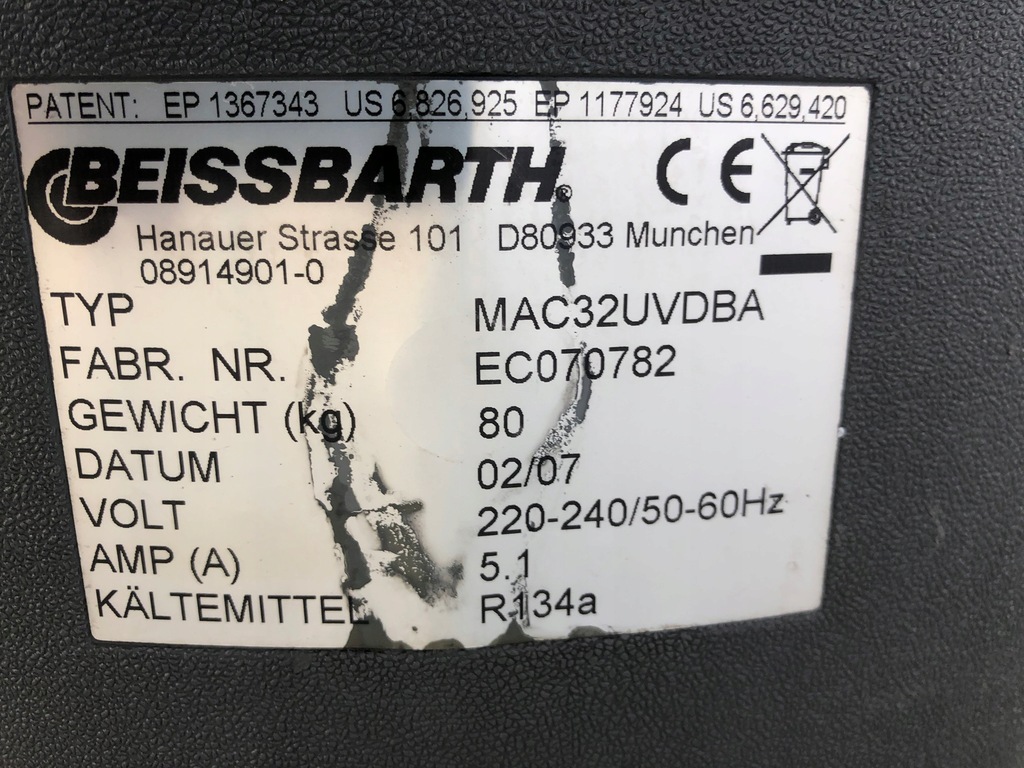 PATENT: EP 1367343 US 6,826,925 EP 1177924 US 6,629,420
BEISSBARTH® CE
Hanauer Strasse 101 D80933 Munchen
08914901-0
TYP MAC32UVDBA
FABR. NR. EC070782
GEWICHT (kg) 80
DATUM 02/07
VOLT 220-240/50-60Hz
AMP (A) 5.1
KÄLTEMITTEL R134a